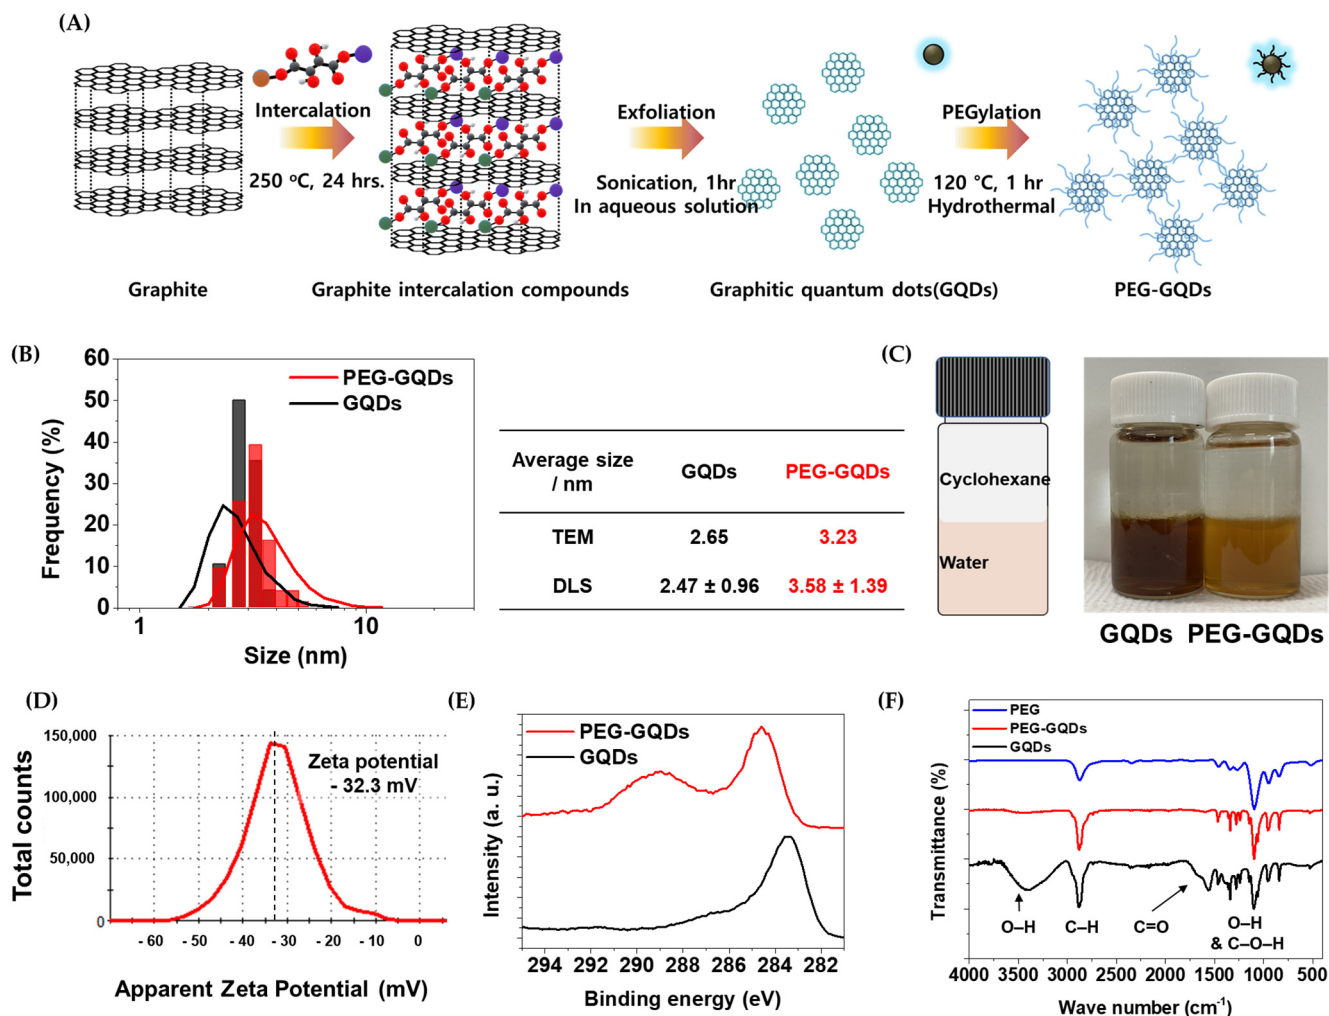 (A)
Intercalation
250 °C, 24 hrs.
Exfoliation
Sonication, 1hr
In aqueous solution
PEGylation
120 °C, 1 hr
Hydrothermal
Graphite
Graphite intercalation compounds
Graphitic quantum dots(GQDs)
PEG-GQDs
(B)
60
50
40
30
20
10
0
Frequency (%)
PEG-GQDs
GQDs
1
10
Size (nm)
Average size
/ nm
GQDs
PEG-GQDs
TEM
2.65
3.23
DLS
2.47 ± 0.96
3.58 ± 1.39
(C)
Cyclohexane
Water
GQDs PEG-GQDs
(D)
150,000
100,000
50,000
0
Total counts
Zeta potential
- 32.3 mV
- 60
- 50
- 40
- 30
- 20
- 10
0
Apparent Zeta Potential (mV)
(E)
PEG-GQDs
GQDs
Intensity (a. u.)
294
292
290
288
286
284
282
Binding energy (eV)
(F)
PEG
PEG-GQDs
GQDs
Transmittance (%)
O–H
C–H
C=O
O–H
& C–O–H
4000
3500
3000
2500
2000
1500
1000
500
Wave number (cm⁻¹)